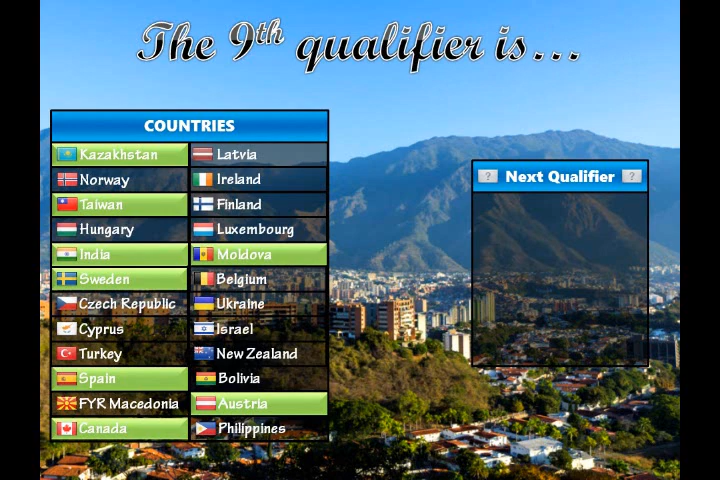 The 9th qualifier is...
COUNTRIES
Kazakhstan Latvia
Norway Ireland
Taiwan Finland
Hungary Luxembourg
India Moldova
Sweden Belgium
Czech Republic Ukraine
Cyprus Israel
Turkey New Zealand
Spain Bolivia
FYR Macedonia Austria
Canada Philippines
? Next Qualifier ?